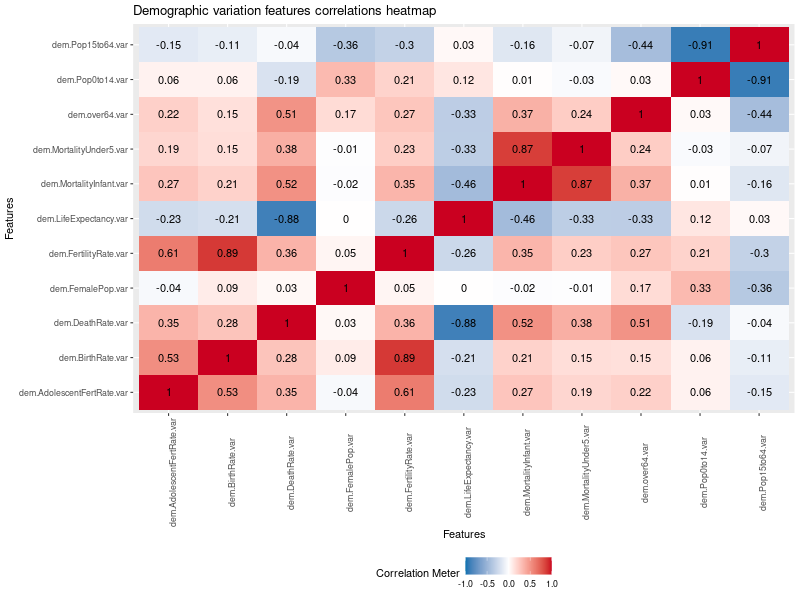 Demographic variation features correlations heatmap
Features
dem.Pop15to64.var -0.15 -0.11 -0.04 -0.36 -0.3 0.03 -0.16 -0.07 -0.44 -0.91 1
dem.Pop0to14.var 0.06 0.06 -0.19 0.33 0.21 0.12 0.01 -0.03 0.03 1 -0.91
dem.over64.var 0.22 0.15 0.51 0.17 0.27 -0.33 0.37 0.24 1 0.03 -0.44
dem.MortalityUnder5.var 0.19 0.15 0.38 -0.01 0.23 -0.33 0.87 1 0.24 -0.03 -0.07
dem.MortalityInfant.var 0.27 0.21 0.52 -0.02 0.35 -0.46 1 0.87 0.37 0.01 -0.16
dem.LifeExpectancy.var -0.23 -0.21 -0.88 0 -0.26 1 -0.46 -0.33 -0.33 0.12 0.03
dem.FertilityRate.var 0.61 0.89 0.36 0.05 1 -0.26 0.35 0.23 0.27 0.21 -0.3
dem.FemalePop.var -0.04 0.09 0.03 1 0.05 0 -0.02 -0.01 0.17 0.33 -0.36
dem.DeathRate.var 0.35 0.28 1 0.03 0.36 -0.88 0.52 0.38 0.51 -0.19 -0.04
dem.BirthRate.var 0.53 1 0.28 0.09 0.89 -0.21 0.21 0.15 0.15 0.06 -0.11
dem.AdolescentFertRate.var 1 0.53 0.35 -0.04 0.61 -0.23 0.27 0.19 0.22 0.06 -0.15
dem.AdolescentFertRate.var
dem.BirthRate.var
dem.DeathRate.var
dem.FemalePop.var
dem.FertilityRate.var
dem.LifeExpectancy.var
dem.MortalityInfant.var
dem.MortalityUnder5.var
dem.over64.var
dem.Pop0to14.var
dem.Pop15to64.var
Features
Correlation Meter
-1.0 -0.5 0.0 0.5 1.0